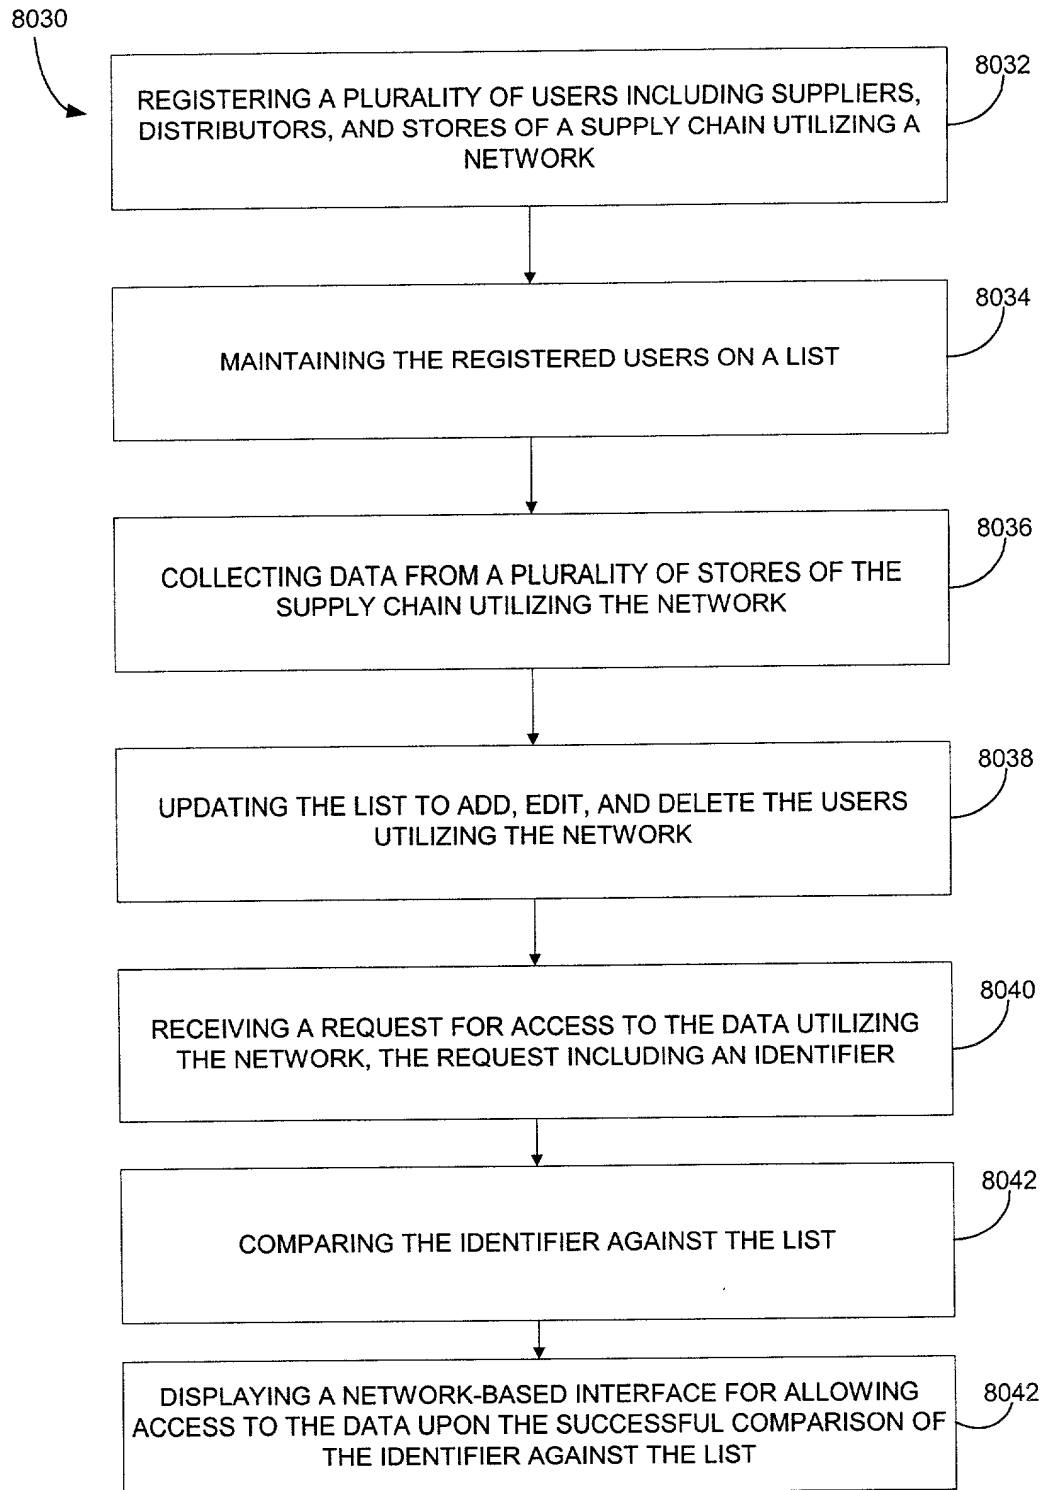 8030
8032
REGISTERING A PLURALITY OF USERS INCLUDING SUPPLIERS,
DISTRIBUTORS, AND STORES OF A SUPPLY CHAIN UTILIZING A
NETWORK
8034
MAINTAINING THE REGISTERED USERS ON A LIST
8036
COLLECTING DATA FROM A PLURALITY OF STORES OF THE
SUPPLY CHAIN UTILIZING THE NETWORK
8038
UPDATING THE LIST TO ADD, EDIT, AND DELETE THE USERS
UTILIZING THE NETWORK
8040
RECEIVING A REQUEST FOR ACCESS TO THE DATA UTILIZING
THE NETWORK, THE REQUEST INCLUDING AN IDENTIFIER
8042
COMPARING THE IDENTIFIER AGAINST THE LIST
8042
DISPLAYING A NETWORK-BASED INTERFACE FOR ALLOWING
ACCESS TO THE DATA UPON THE SUCCESSFUL COMPARISON OF
THE IDENTIFIER AGAINST THE LIST